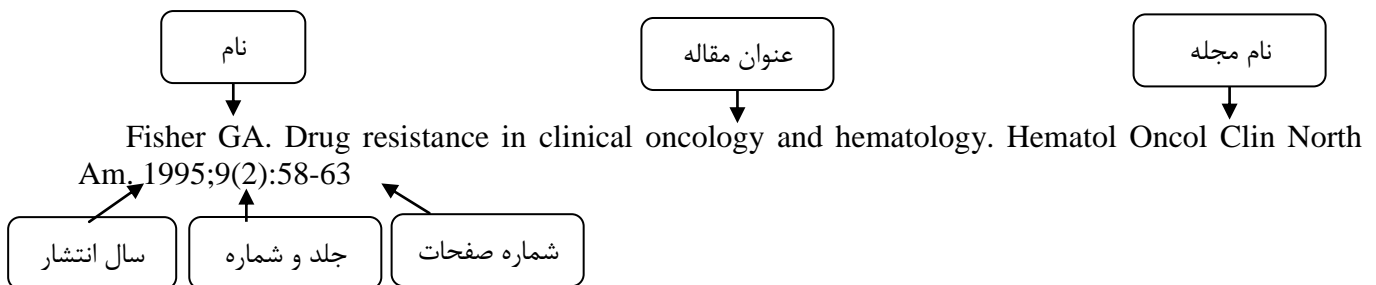 نام
عنوان مقاله
نام مجله
Fisher GA. Drug resistance in clinical oncology and hematology. Hematol Oncol Clin North
Am. 1995;9(2):58-63
سال انتشار
جلد و شماره
شماره صفحات